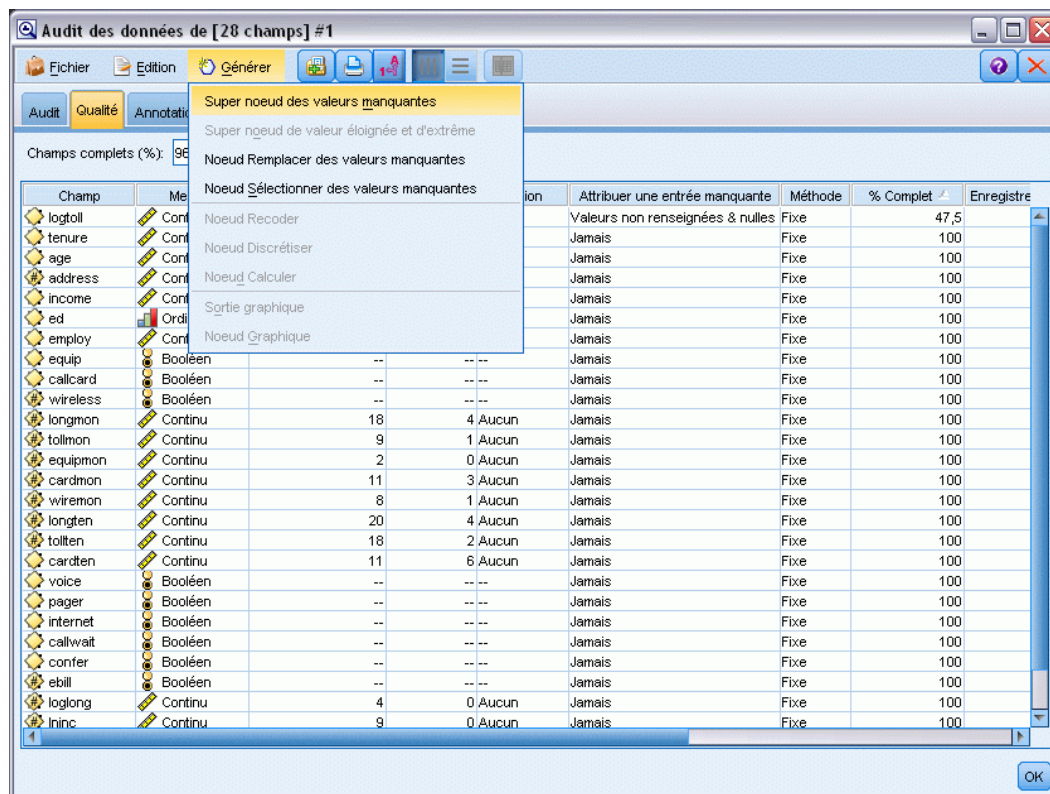 Audit des données de [28 champs] #1
Fichier Edition Générer
Audit Qualité Annotatio
Super noeud des valeurs manquantes
Super noeud de valeur éloignée et d'extrême
Noeud Remplacer des valeurs manquantes
Noeud Sélectionner des valeurs manquantes
Noeud Recoder
Noeud Discrétiser
Noeud Calculer
Sortie graphique
Noeud Graphique
Champs complets (%): 96
Champ Me ion Attribuer une entrée manquante Méthode % Complet Enregistre
logtoll Cont Valeurs non renseignées & nulles Fixe 47,5
tenure Cont Jamais Fixe 100
age Cont Jamais Fixe 100
address Cont Jamais Fixe 100
income Cont Jamais Fixe 100
ed Ordi Jamais Fixe 100
employ Cont Jamais Fixe 100
equip Booléen -- -- -- Jamais Fixe 100
callcard Booléen -- -- -- Jamais Fixe 100
wireless Booléen -- -- -- Jamais Fixe 100
longmon Continu 18 4 Aucun Jamais Fixe 100
tollmon Continu 9 1 Aucun Jamais Fixe 100
equipmon Continu 2 0 Aucun Jamais Fixe 100
cardmon Continu 11 3 Aucun Jamais Fixe 100
wiremon Continu 8 1 Aucun Jamais Fixe 100
longten Continu 20 4 Aucun Jamais Fixe 100
tollten Continu 18 2 Aucun Jamais Fixe 100
cardten Continu 11 6 Aucun Jamais Fixe 100
voice Booléen -- -- -- Jamais Fixe 100
pager Booléen -- -- -- Jamais Fixe 100
internet Booléen -- -- -- Jamais Fixe 100
callwait Booléen -- -- -- Jamais Fixe 100
confer Booléen -- -- -- Jamais Fixe 100
ebill Booléen -- -- -- Jamais Fixe 100
loglong Continu 4 0 Aucun Jamais Fixe 100
lninc Continu 9 0 Aucun Jamais Fixe 100
OK